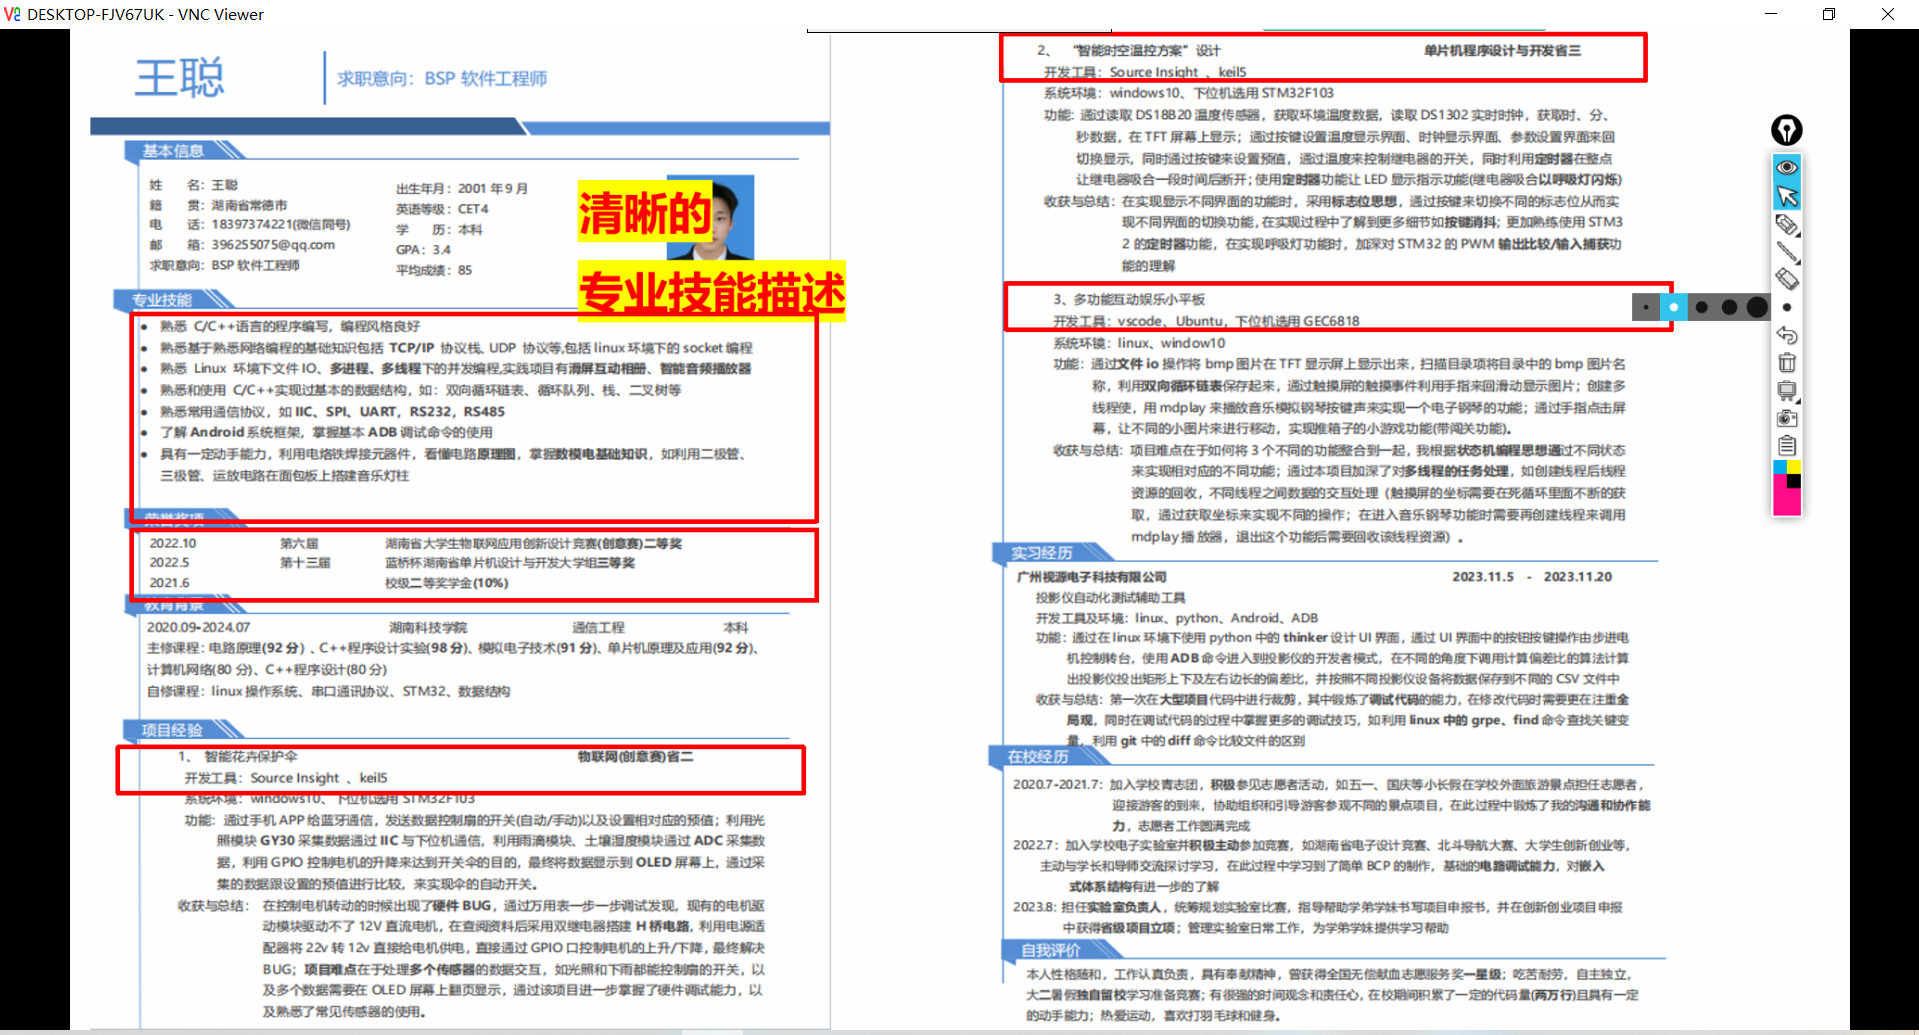 DESKTOP-FJV67UK - VNC Viewer
王聪
求职意向：BSP 软件工程师
基本信息
姓 名：王聪
籍 贯：湖南省常德市
电 话：18397374221(微信同号)
邮 箱：396255075@qq.com
求职意向：BSP 软件工程师
出生年月：2001 年 9 月
英语等级：CET4
学 历：本科
GPA：3.4
平均成绩：85
清晰的
专业技能描述
专业技能
● 熟悉 C/C++语言的程序编写，编程风格良好
● 熟悉基于熟悉网络编程的基础知识包括 TCP/IP 协议栈、UDP 协议等,包括 linux 环境下的 socket 编程
● 熟悉 Linux 环境下文件 IO、多进程、多线程下的并发编程,实践项目有滑屏互动相册、智能音频播放器
● 熟悉和使用 C/C++实现过基本的数据结构，如：双向循环链表、循环队列、栈、二叉树等
● 熟悉常用通信协议，如 IIC、SPI、UART，RS232，RS485
● 了解 Android 系统框架，掌握基本 ADB 调试命令的使用
● 具有一定动手能力，利用电烙铁焊接元器件，看懂电路原理图，掌握数模电基础知识，如利用二极管、
三极管、运放电路在面包板上搭建音乐灯柱
荣誉奖项
2022.10 第六届 湖南省大学生物联网应用创新设计竞赛(创意赛)二等奖
2022.5 第十三届 蓝桥杯湖南省单片机设计与开发大学组三等奖
2021.6 校级二等奖学金(10%)
教育背景
2020.09-2024.07 湖南科技学院 通信工程 本科
主修课程：电路原理(92 分) 、C++程序设计实验(98 分)、模拟电子技术(91 分)、单片机原理及应用(92 分)、
计算机网络(80 分)、C++程序设计(80 分)
自修课程：linux 操作系统、串口通讯协议、STM32、数据结构
项目经验
1、 智能花卉保护伞 物联网(创意赛)省二
开发工具：Source Insight 、keil5
系统环境：windows10、下位机选用 STM32F103
功能：通过手机 APP 给蓝牙通信，发送数据控制扇的开关(自动/手动)以及设置相对应的预值；利用光
照模块 GY30 采集数据通过 IIC 与下位机通信，利用雨滴模块、土壤湿度模块通过 ADC 采集数
据，利用 GPIO 控制电机的升降来达到开关伞的目的，最终将数据显示到 OLED 屏幕上，通过采
集的数据跟设置的预值进行比较，来实现伞的自动开关。
收获与总结： 在控制电机转动的时候出现了硬件 BUG，通过万用表一步一步调试发现，现有的电机驱
动模块驱动不了 12V 直流电机，在查阅资料后采用双继电器搭建 H 桥电路，利用电源适
配器将 22v 转 12v 直接给电机供电，直接通过 GPIO 口控制电机的上升/下降，最终解决
BUG；项目难点在于处理多个传感器的数据交互，如光照和下雨都能控制扇的开关，以
及多个数据需要在 OLED 屏幕上翻页显示，通过该项目进一步掌握了硬件调试能力，以
及熟悉了常见传感器的使用。
2、 “智能时空温控方案”设计 单片机程序设计与开发省三
开发工具：Source Insight 、keil5
系统环境：windows10、下位机选用 STM32F103
功能：通过读取 DS18B20 温度传感器，获取环境温度数据，读取 DS1302 实时时钟，获取时、分、
秒数据，在 TFT 屏幕上显示；通过按键设置温度显示界面、时钟显示界面、参数设置界面来回
切换显示，同时通过按键来设置预值，通过温度来控制继电器的开关，同时利用定时器在整点
让继电器吸合一段时间后断开；使用定时器功能让 LED 显示指示功能(继电器吸合以呼吸灯闪烁)
收获与总结：在实现显示不同界面的功能时，采用标志位思想，通过按键来切换不同的标志位从而实
现不同界面的切换功能，在实现过程中了解到更多细节如按键消抖；更加熟练使用 STM3
2 的定时器功能，在实现呼吸灯功能时，加深对 STM32 的 PWM 输出比较/输入捕获功
能的理解
3、多功能互动娱乐小平板
开发工具：vscode、Ubuntu，下位机选用 GEC6818
系统环境：linux、window10
功能：通过文件 io 操作将 bmp 图片在 TFT 显示屏上显示出来，扫描目录项将目录中的 bmp 图片名
称，利用双向循环链表保存起来，通过触摸屏的触摸事件利用手指来回滑动显示图片；创建多
线程使，用 mdplay 来播放音乐模拟钢琴按键声来实现一个电子钢琴的功能；通过手指点击屏
幕，让不同的小图片来进行移动，实现推箱子的小游戏功能(带闯关功能)。
收获与总结：项目难点在于如何将 3 个不同的功能整合到一起，我根据状态机编程思想通过不同状态
来实现相对应的不同功能；通过本项目加深了对多线程的任务处理，如创建线程后线程
资源的回收，不同线程之间数据的交互处理（触摸屏的坐标需要在死循环里面不断的获
取，通过获取坐标来实现不同的操作；在进入音乐钢琴功能时需要再创建线程来调用
mdplay 播 放器，退出这个功能后需要回收该线程资源）。
实习经历
广州视源电子科技有限公司 2023.11.5 - 2023.11.20
投影仪自动化测试辅助工具
开发工具及环境：linux、python、Android、ADB
功能：通过在 linux 环境下使用 python 中的 thinker 设计 UI 界面，通过 UI 界面中的按钮按键操作由步进电
机控制转台，使用 ADB 命令进入到投影仪的开发者模式，在不同的角度下调用计算偏差比的算法计算
出投影仪投出矩形上下及左右边长的偏差比，并按照不同投影仪设备将数据保存到不同的 CSV 文件中
收获与总结：第一次在大型项目代码中进行裁剪，其中锻炼了调试代码的能力，在修改代码时需要更在注重全
局观，同时在调试代码的过程中掌握更多的调试技巧，如利用 linux 中的 grpe、find 命令查找关键变
量，利用 git 中的 diff 命令比较文件的区别
在校经历
2020.7-2021.7：加入学校青志团，积极参见志愿者活动，如五一、国庆等小长假在学校外面旅游景点担任志愿者，
迎接游客的到来，协助组织和引导游客参观不同的景点项目，在此过程中锻炼了我的沟通和协作能
力，志愿者工作圆满完成
2022.7：加入学校电子实验室并积极主动参加竞赛，如湖南省电子设计竞赛、北斗导航大赛、大学生创新创业等，
主动与学长和导师交流探讨学习，在此过程中学习到了简单 BCP 的制作，基础的电路调试能力，对嵌入
式体系结构有进一步的了解
2023.8：担任实验室负责人，统筹规划实验室比赛，指导帮助学弟学妹书写项目申报书，并在创新创业项目申报
中获得省级项目立项；管理实验室日常工作，为学弟学妹提供学习帮助
自我评价
本人性格随和，工作认真负责，具有奉献精神，曾获得全国无偿献血志愿服务奖一星级；吃苦耐劳，自主独立，
大二暑假独自留校学习准备竞赛；有很强的时间观念和责任心，在校期间积累了一定的代码量(两万行)且具有一定
的动手能力；热爱运动，喜欢打羽毛球和健身。